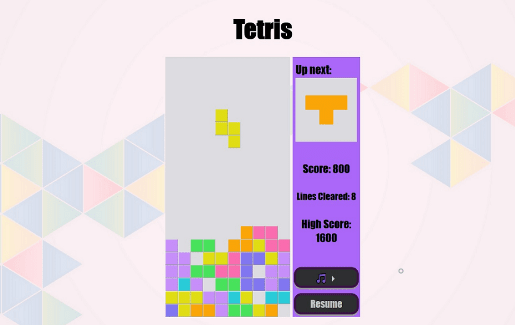 Tetris
Up next:
Score: 800
Lines Cleared: 8
High Score:
1600
Resume